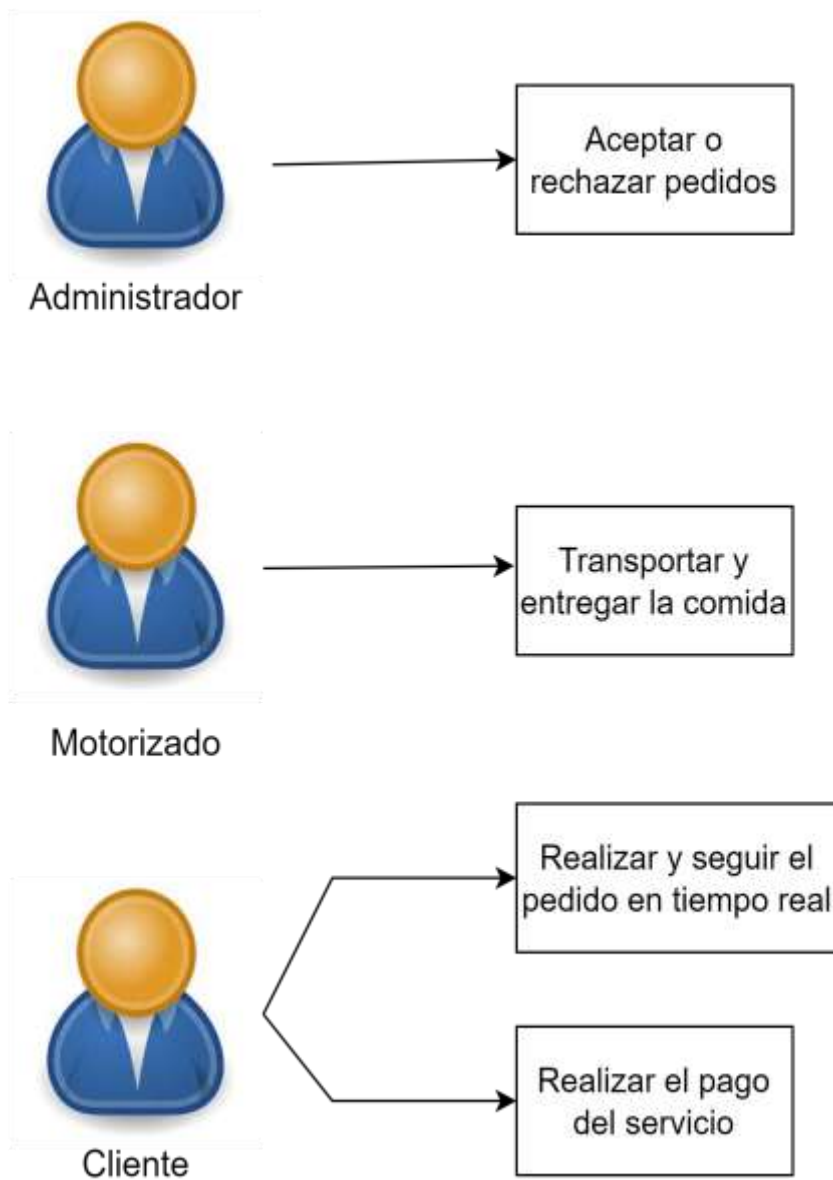 Aceptar o
rechazar pedidos
Administrador
Transportar y
entregar la comida
Motorizado
Realizar y seguir el
pedido en tiempo real
Realizar el pago
del servicio
Cliente